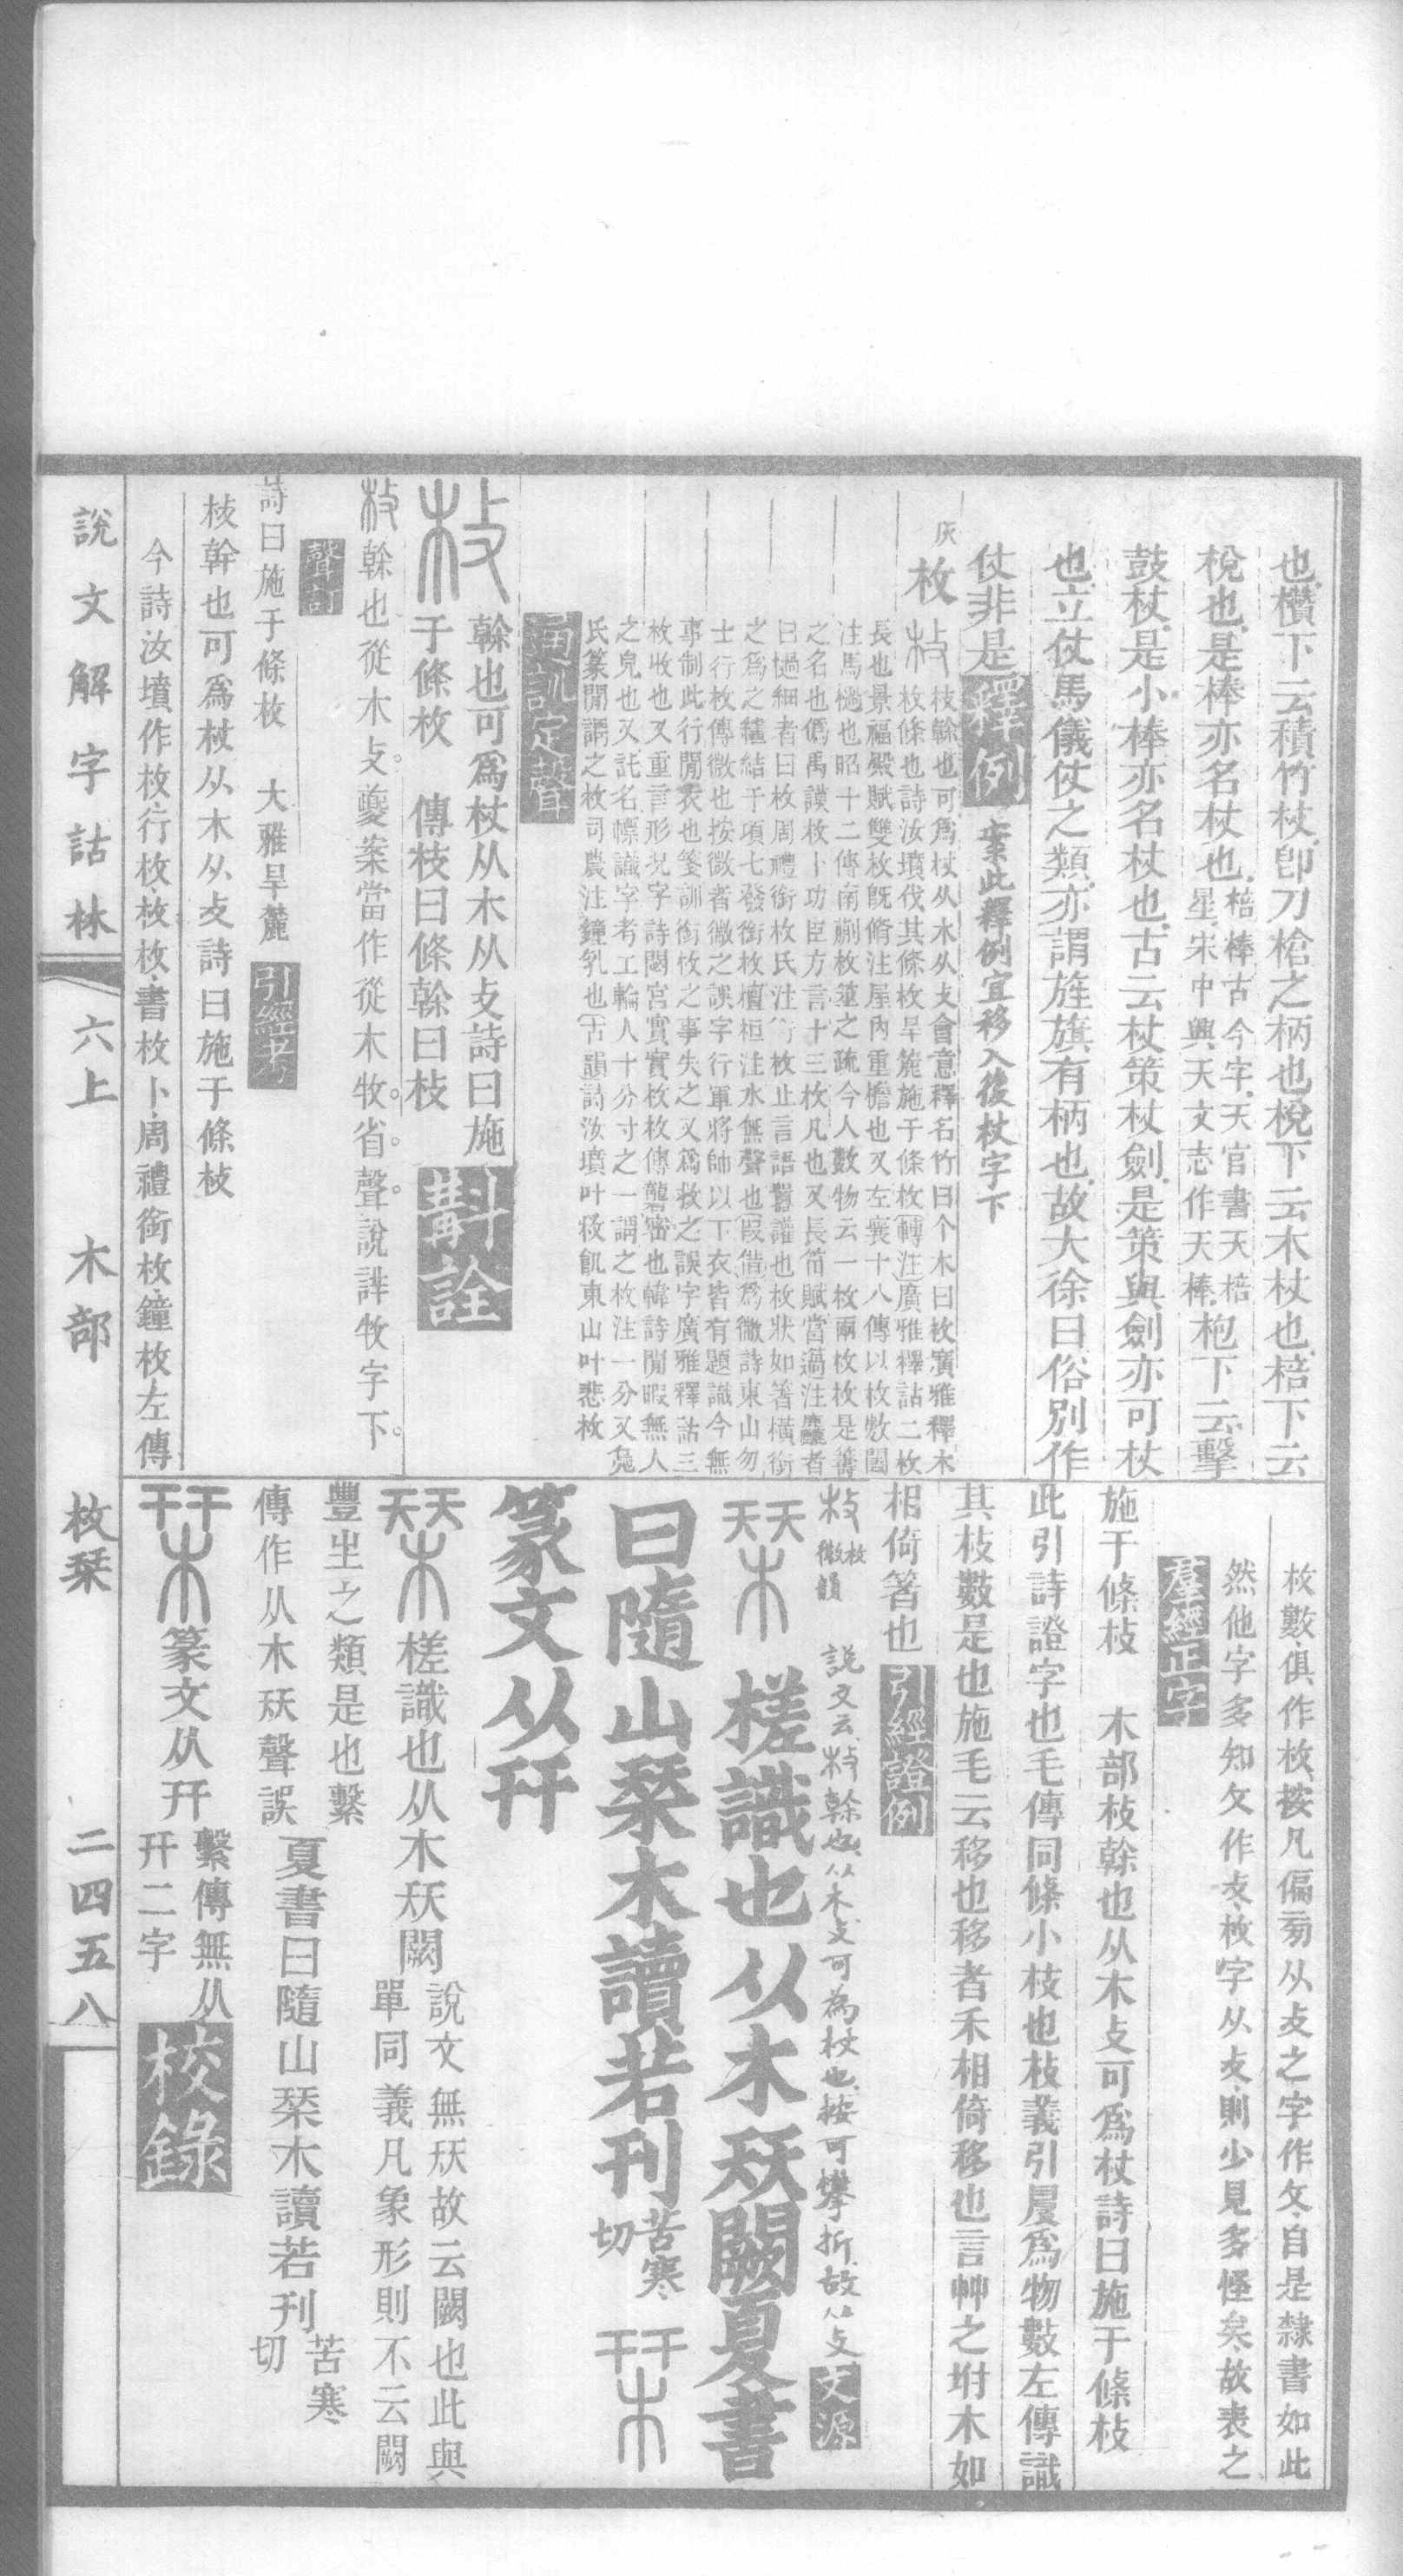 也欑下云積竹杖卽刀槍之柄也梲下云木杖也棓下云
梲也是棒亦名杖也棓棒古今字天官書天棓
星宋中興天文志作天棒枹下云擊
鼓杖是小棒亦名杖也古云杖策杖劍是策與劍亦可杖
也立仗馬儀仗之類亦謂旌旗有柄也故大徐曰俗別作
仗非是 釋例 案此釋例宜移入後杖字下
灰 枚
枝榦也可爲杖从木从攴會意釋名竹曰个木曰枚廣雅釋木
枚條也詩汝墳伐其條枚旱麓施于條枚轉注廣雅釋詁二枚
長也景福殿賦雙枚旣脩注屋內重檐也又左襄十八傳以枚數闔
注馬檛也昭十二傳南蒯枚筮之疏今人數物云一枚兩枚枚是籌
之名也僞禹謨枚卜功臣方言十三枚凡也又長笛賦當簻注麤者
曰檛細者曰枚周禮銜枚氏注銜枚止言語囂讙也枚狀如箸橫銜
之爲之繣結于項七發銜枚檀桓注水無聲也叚借爲微詩東山勿
士行枚傳微也按微者徽之誤字行軍將帥以下衣皆有題識今無
事制此行閒衣也箋訓銜枚之事失之又爲救之誤字廣雅釋詁三
枚收也又重言形況字詩閟宮實實枚枚傳礱密也韓詩閒暇無人
之皃也又託名幖識字考工輪人十分寸之一謂之枚注一分又鳧
氏篆閒謂之枚司農注鐘乳也古韻詩汝墳叶枚飢東山叶悲枚
通訓定聲
榦也可爲杖从木从攴詩曰施
于條枚 傳枝曰條榦曰枚 斠詮
枚榦也從木攴夔案當作從木牧省聲說詳牧字下
聲訂
詩曰施于條枚 大雅旱麓 引經考
枚幹也可爲杖从木从攴詩曰施于條枚
今詩汝墳作枚行枚枚枚書枚卜周禮銜枚鐘枚左傳
枚數俱作枚按凡偏㫄从攴之字作攵自是隸書如此
然他字多知攵作攴枚字从攴則少見多怪矣故表之
羣經正字
施于條枚 木部枚榦也从木攴可爲杖詩曰施于條枚
此引詩證字也毛傳同條小枝也枚義引厦爲物數左傳識
其枚數是也施毛云移也移者禾相倚移也言艸之坿木如
相倚箸也 引經證例
枚 枚微韻 說文云枚榦也从木攴可為杖也按可攀折故从攴 文源
槎識也从木㚣闕夏書
曰隨山栞木讀若刊苦寒切
篆文从幵
槎識也从木㚣闕說文無㚣故云闕也此與
單同義凡象形則不云闕
豐𡉚之類是也繫
傳作从木㚣聲誤 夏書曰隨山栞木讀若刊苦寒切
篆文从幵繫傳無从
幵二字 校錄
說文解字詁林 六上 木部 枚栞 二四五八